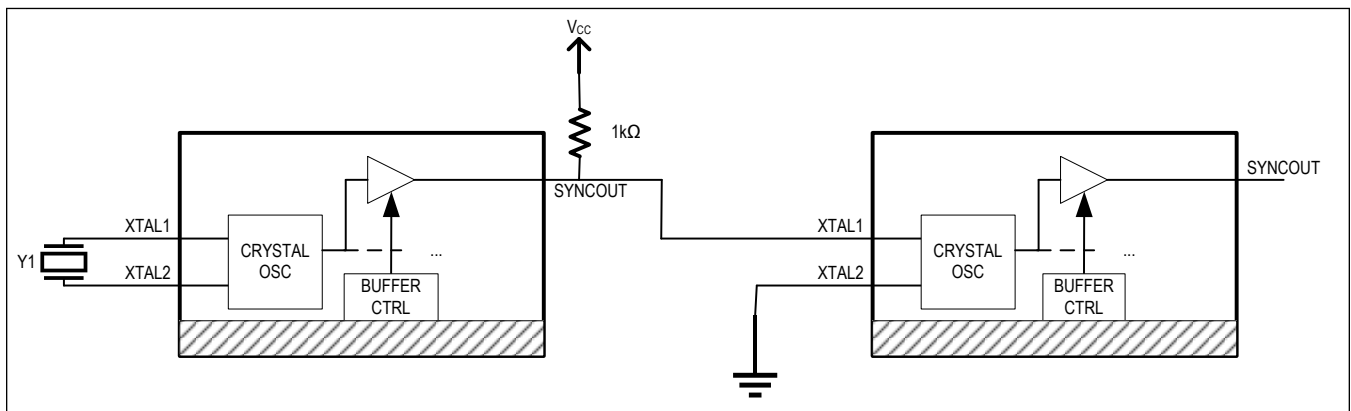 VCC
1kΩ
SYNCOUT
SYNCOUT
XTAL1
XTAL2
Y1
CRYSTAL
OSC
...
BUFFER
CTRL
XTAL1
XTAL2
CRYSTAL
OSC
...
BUFFER
CTRL